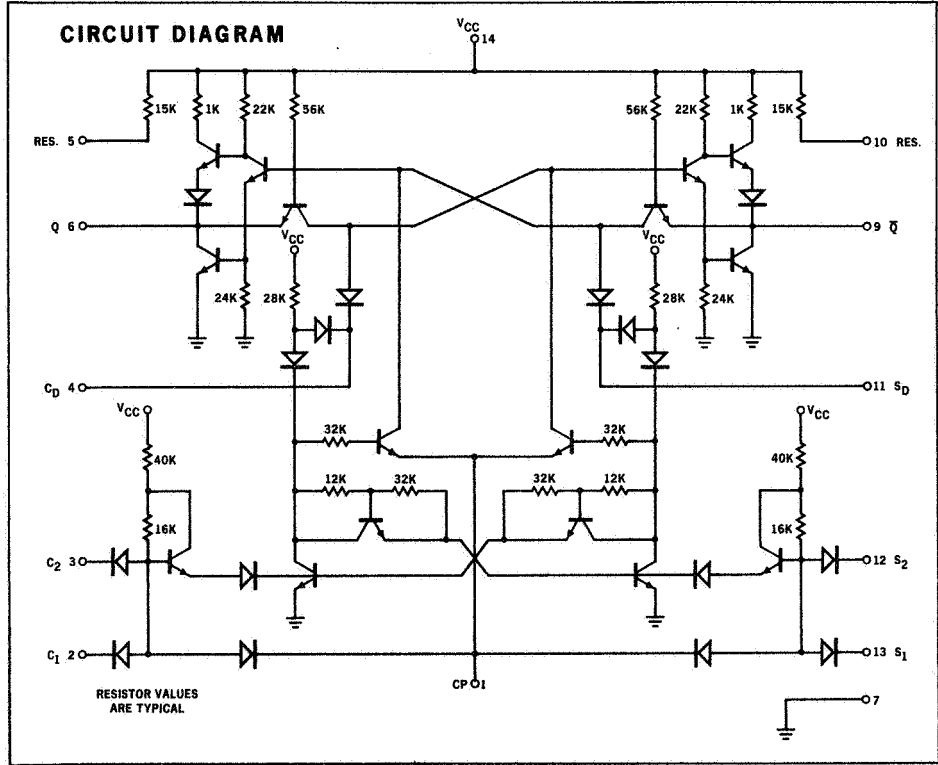 CIRCUIT DIAGRAM
VCC
14
15K 1K 22K 56K
56K 22K 1K 15K
RES. 5
10 RES.
Q 6
9 Q̅
VCC
VCC
24K 28K
28K 24K
CD 4
11 SD
VCC
VCC
32K
32K
40K
40K
12K 32K
32K 12K
16K
16K
C2 3
12 S2
C1 2
13 S1
CP 1
RESISTOR VALUES
ARE TYPICAL
7